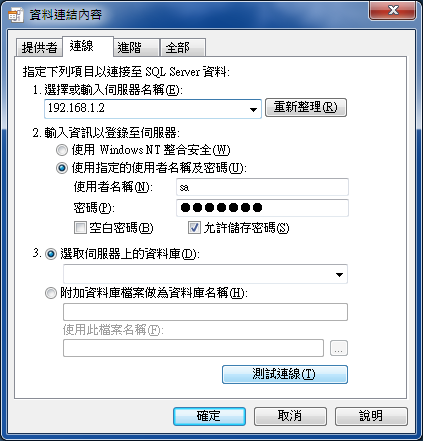 資料連結內容
提供者 連線 進階 全部
指定下列項目以連接至 SQL Server 資料:
1. 選擇或輸入伺服器名稱(E):
192.168.1.2 重新整理(R)
2. 輸入資訊以登錄至伺服器:
使用 Windows NT 整合安全(W)
使用指定的使用者名稱及密碼(U):
使用者名稱(N): sa
密碼(P): ●●●●●●●
空白密碼(B) 允許儲存密碼(S)
3. 選取伺服器上的資料庫(D):
附加資料庫檔案做為資料庫名稱(H):
使用此檔案名稱(F):
...
測試連線(T)
確定 取消 說明